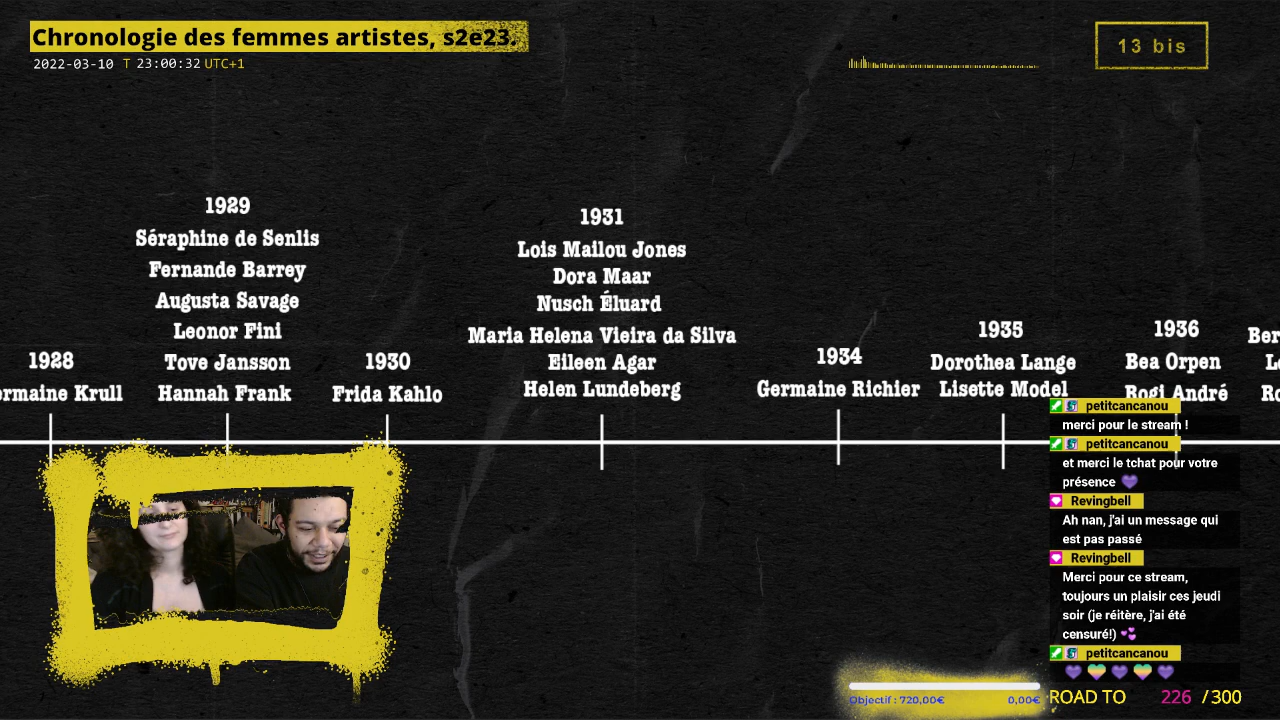 Chronologie des femmes artistes, s2e23.
2022-03-10 T 23:00:32 UTC+1
13 bis
1928
ermaine Krull
1929
Séraphine de Senlis
Fernande Barrey
Augusta Savage
Leonor Fini
Tove Jansson
Hannah Frank
1930
Frida Kahlo
1931
Lois Mailou Jones
Dora Maar
Nusch Éluard
Maria Helena Vieira da Silva
Eileen Agar
Helen Lundeberg
1934
Germaine Richier
1935
Dorothea Lange
Lisette Model
1936
Bea Orpen
Rogi André
Ber
L
Ro
petitcancanou
merci pour le stream !
petitcancanou
et merci le tchat pour votre
présence 💜
Revingbell
Ah nan, j'ai un message qui
est pas passé
Revingbell
Merci pour ce stream,
toujours un plaisir ces jeudi
soir (je réitère, j'ai été
censuré!) 💕
petitcancanou
Objectif : 720,00€
0,00€
ROAD TO 226 / 300